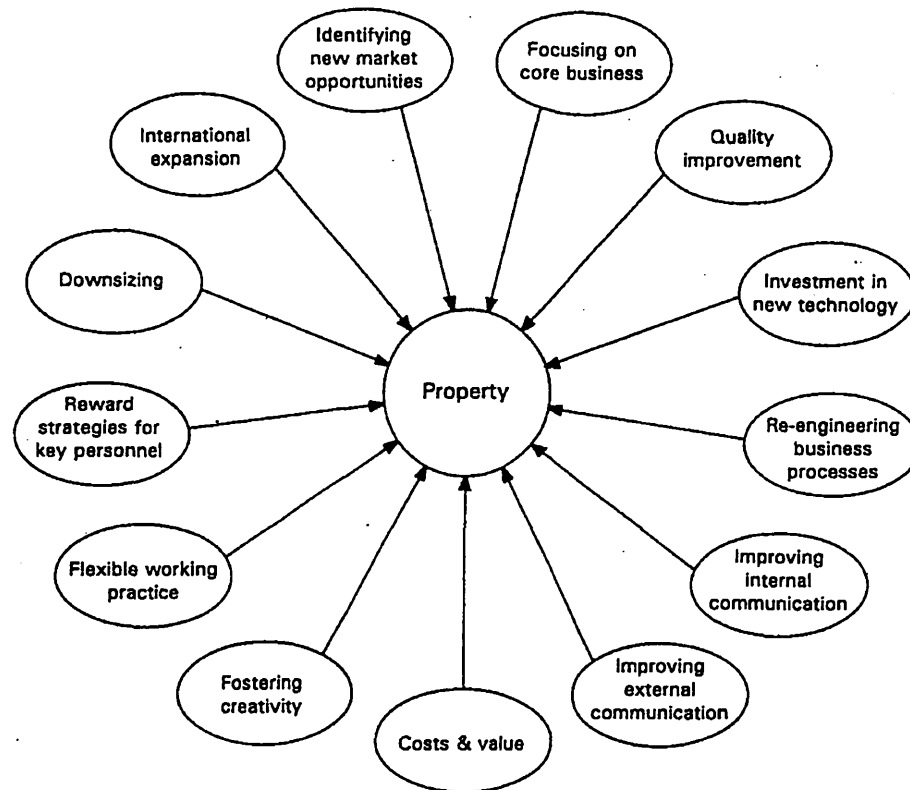 Identifying
new market
opportunities
Focusing on
core business
International
expansion
Quality
improvement
Downsizing
Investment in
new technology
Property
Reward
strategies for
key personnel
Re-engineering
business
processes
Flexible working
practice
Improving
internal
communication
Fostering
creativity
Improving
external
communication
Costs & value